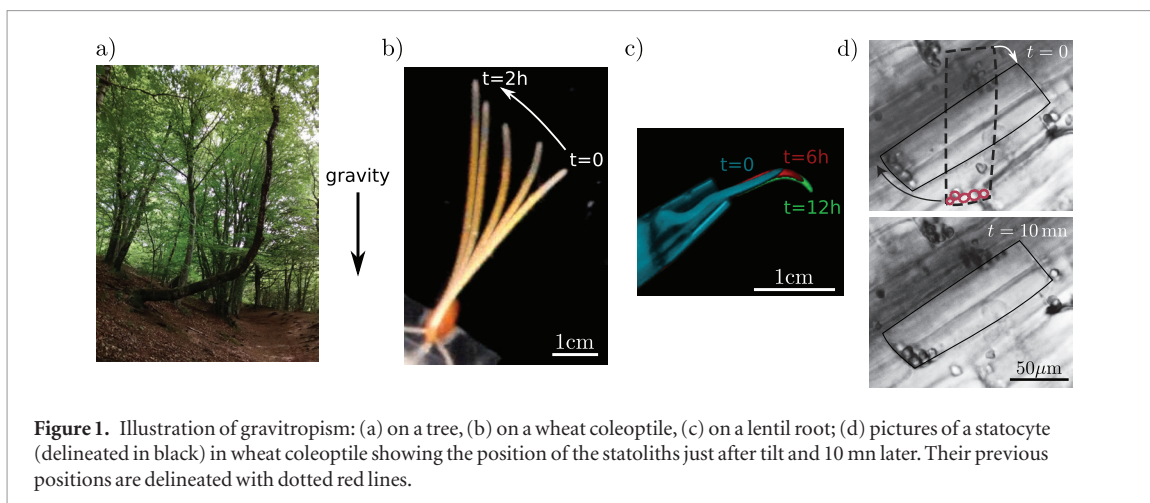 a)
b)
c)
d)
gravity
t=2h
t=0
1cm
t=0
t=6h
t=12h
1cm
t = 0
t = 10 mn
50μm
Figure 1. Illustration of gravitropism: (a) on a tree, (b) on a wheat coleoptile, (c) on a lentil root; (d) pictures of a statocyte
(delineated in black) in wheat coleoptile showing the position of the statoliths just after tilt and 10 mn later. Their previous
positions are delineated with dotted red lines.